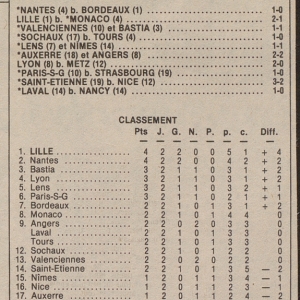 *NANTES (4) b. BORDEAUX (1) 1-0
LILLE (1) b. *MONACO (4) 2-1
*VALENCIENNES (10) et BASTIA (3) 1-1
*SOCHAUX (17) b. TOURS (4) 1-0
*LENS (7) et NÎMES (14) 1-1
*AUXERRE (18) et ANGERS (8) 2-2
LYON (8) b. METZ (12) 2-0
*PARIS-S-G (10) b. STRASBOURG (19) 1-0
*SAINT-ETIENNE (19) b. NICE (12) 3-2
*LAVAL (14) b. NANCY (14) 1-0
CLASSEMENT
Pts J. G. N. P. p. c. Diff.
1. LILLE 4 2 2 0 0 5 1 + 4
2. Nantes 4 2 2 0 0 4 2 + 2
3. Bastia 3 2 1 1 0 3 1 + 2
4. Lyon 3 2 1 1 0 3 1 + 2
5. Lens 3 2 1 1 0 3 2 + 1
6. Paris-S-G 3 2 1 1 0 2 1 + 1
7. Bordeaux 2 2 1 0 1 3 1 + 2
8. Monaco 2 2 1 0 1 4 4 0
9. Angers 2 2 0 2 0 3 3 0
Laval 2 2 1 0 1 3 3 0
Tours 2 2 1 0 1 3 3 0
12. Sochaux 2 2 1 0 1 2 2 0
13. Valenciennes 2 2 0 2 0 2 2 0
14. Saint-Etienne 2 2 1 0 1 3 5 — 2
15. Nîmes 1 2 0 1 1 3 4 — 1
16. Nice 1 2 0 1 1 3 4 — 1
17. Auxerre